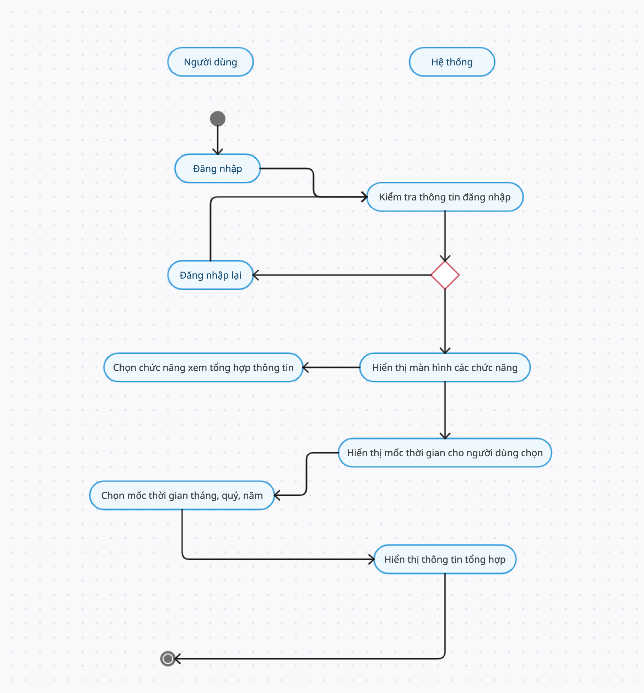 Người dùng
Hệ thống
Đăng nhập
Kiểm tra thông tin đăng nhập
Đăng nhập lại
Chọn chức năng xem tổng hợp thông tin
Hiển thị màn hình các chức năng
Hiển thị mốc thời gian cho người dùng chọn
Chọn mốc thời gian tháng, quý, năm
Hiển thị thông tin tổng hợp